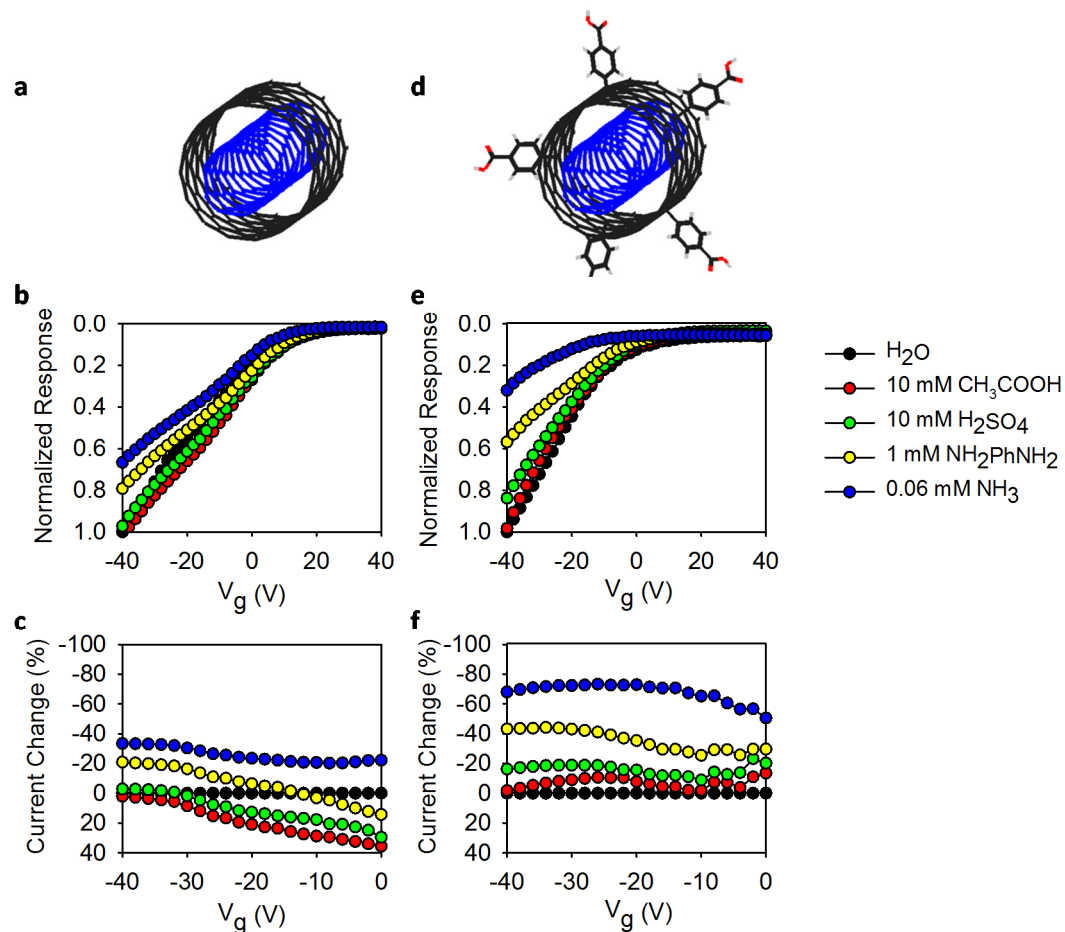 a
d
b
Normalized Response
0.0
0.2
0.4
0.6
0.8
1.0
-40
-20
0
20
40
Vg (V)
e
Normalized Response
0.0
0.2
0.4
0.6
0.8
1.0
-40
-20
0
20
40
Vg (V)
H2O
10 mM CH3COOH
10 mM H2SO4
1 mM NH2PhNH2
0.06 mM NH3
c
Current Change (%)
-100
-80
-60
-40
-20
0
20
40
-40
-30
-20
-10
0
Vg (V)
f
Current Change (%)
-100
-80
-60
-40
-20
0
20
40
-40
-30
-20
-10
0
Vg (V)